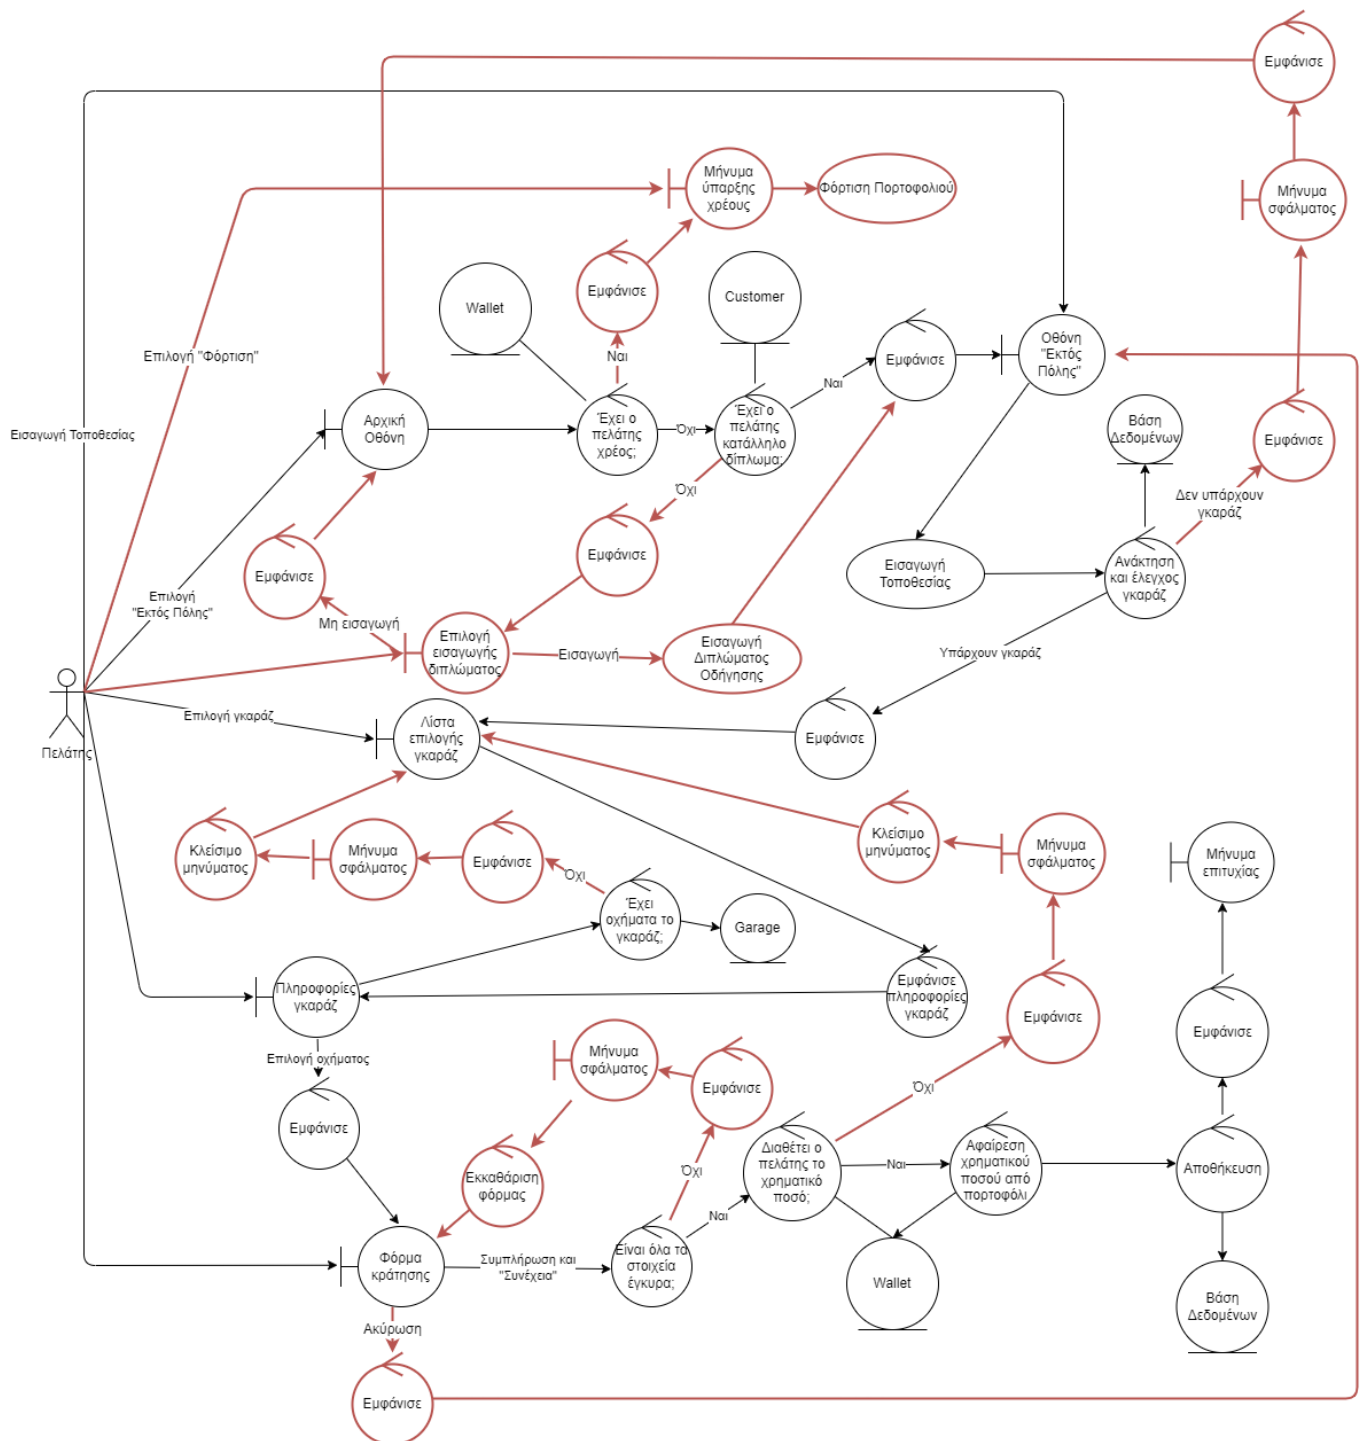 Εμφάνισε
Μήνυμα
ύπαρξης
χρέους
Φόρτιση Πορτοφολιού
Μήνυμα
σφάλματος
Εμφάνισε
Wallet
Customer
Επιλογή "Φόρτιση"
Ναι
Εμφάνισε
Οθόνη
"Εκτός
Πόλης"
Ναι
Εισαγωγή Τοποθεσίας
Αρχική
Οθόνη
Έχει ο
πελάτης
χρέος;
Όχι
Έχει ο
πελάτης
κατάλληλο
δίπλωμα;
Βάση
Δεδομένων
Εμφάνισε
Όχι
Δεν υπάρχουν
γκαράζ
Εμφάνισε
Εμφάνισε
Εισαγωγή
Τοποθεσίας
Ανάκτηση
και έλεγχος
γκαράζ
Επιλογή
"Εκτός Πόλης"
Μη εισαγωγή
Επιλογή
εισαγωγής
διπλώματος
Εισαγωγή
Εισαγωγή
Διπλώματος
Οδήγησης
Υπάρχουν γκαράζ
Πελάτης
Επιλογή γκαράζ
Λίστα
επιλογής
γκαράζ
Εμφάνισε
Κλείσιμο
μηνύματος
Μήνυμα
σφάλματος
Εμφάνισε
Όχι
Κλείσιμο
μηνύματος
Μήνυμα
σφάλματος
Μήνυμα
επιτυχίας
Έχει
οχήματα το
γκαράζ;
Garage
Πληροφορίες
γκαράζ
Εμφάνισε
πληροφορίες
γκαράζ
Εμφάνισε
Εμφάνισε
Επιλογή οχήματος
Μήνυμα
σφάλματος
Εμφάνισε
Όχι
Εμφάνισε
Εκκαθάριση
φόρμας
Όχι
Διαθέτει ο
πελάτης το
χρηματικό
ποσό;
Ναι
Αφαίρεση
χρηματικού
ποσού από
πορτοφόλι
Αποθήκευση
Ναι
Φόρμα
κράτησης
Συμπλήρωση και
"Συνέχεια"
Είναι όλα τα
στοιχεία
έγκυρα;
Wallet
Βάση
Δεδομένων
Ακύρωση
Εμφάνισε